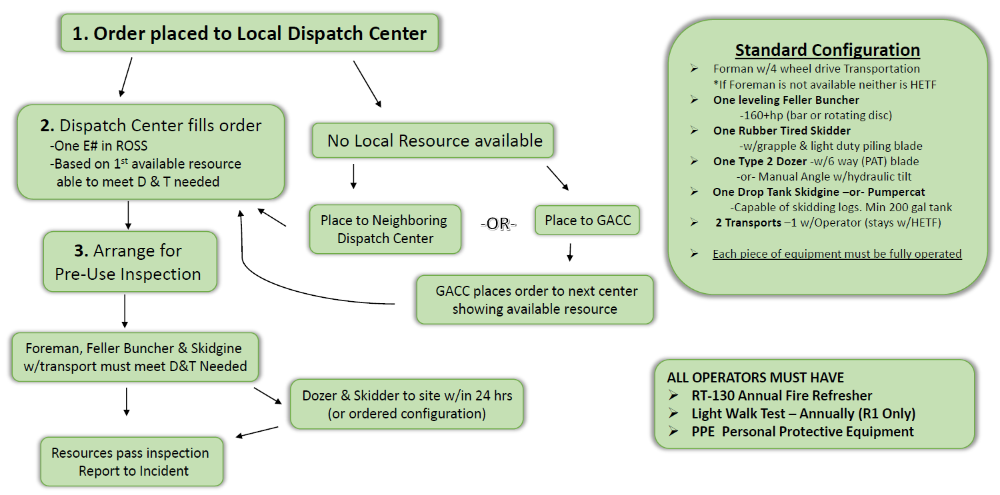 1. Order placed to Local Dispatch Center
2. Dispatch Center fills order
-One E# in ROSS
-Based on 1st available resource
able to meet D & T needed
No Local Resource available
Place to Neighboring
Dispatch Center
-OR-
Place to GACC
3. Arrange for
Pre-Use Inspection
GACC places order to next center
showing available resource
Foreman, Feller Buncher & Skidgine
w/transport must meet D&T Needed
Dozer & Skidder to site w/in 24 hrs
(or ordered configuration)
Resources pass inspection
Report to Incident
Standard Configuration
➢ Forman w/4 wheel drive Transportation
*If Foreman is not available neither is HETF
➢ One leveling Feller Buncher
-160+hp (bar or rotating disc)
➢ One Rubber Tired Skidder
-w/grapple & light duty piling blade
➢ One Type 2 Dozer -w/6 way (PAT) blade
-or- Manual Angle w/hydraulic tilt
➢ One Drop Tank Skidgine –or- Pumpercat
-Capable of skidding logs. Min 200 gal tank
➢ 2 Transports –1 w/Operator (stays w/HETF)
➢ Each piece of equipment must be fully operated
ALL OPERATORS MUST HAVE
➢ RT-130 Annual Fire Refresher
➢ Light Walk Test – Annually (R1 Only)
➢ PPE Personal Protective Equipment